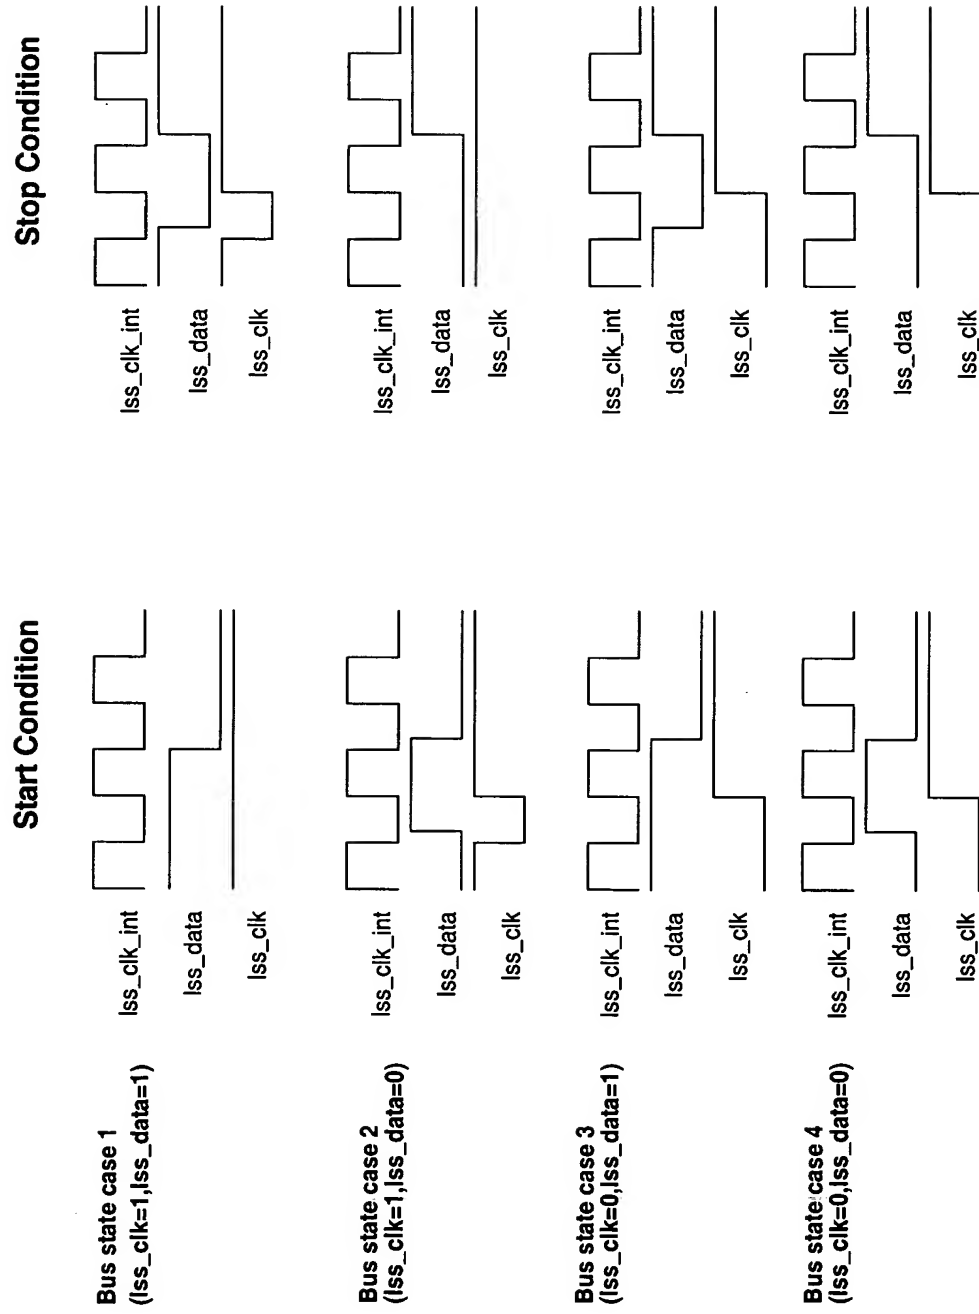 Start Condition
Stop Condition
Bus state case 1
(lss_clk=1,lss_data=1)
lss_clk_int
lss_data
lss_clk
lss_clk_int
lss_data
lss_clk
Bus state case 2
(lss_clk=1,lss_data=0)
lss_clk_int
lss_data
lss_clk
lss_clk_int
lss_data
lss_clk
Bus state case 3
(lss_clk=0,lss_data=1)
lss_clk_int
lss_data
lss_clk
lss_clk_int
lss_data
lss_clk
Bus state case 4
(lss_clk=0,lss_data=0)
lss_clk_int
lss_data
lss_clk
lss_clk_int
lss_data
lss_clk